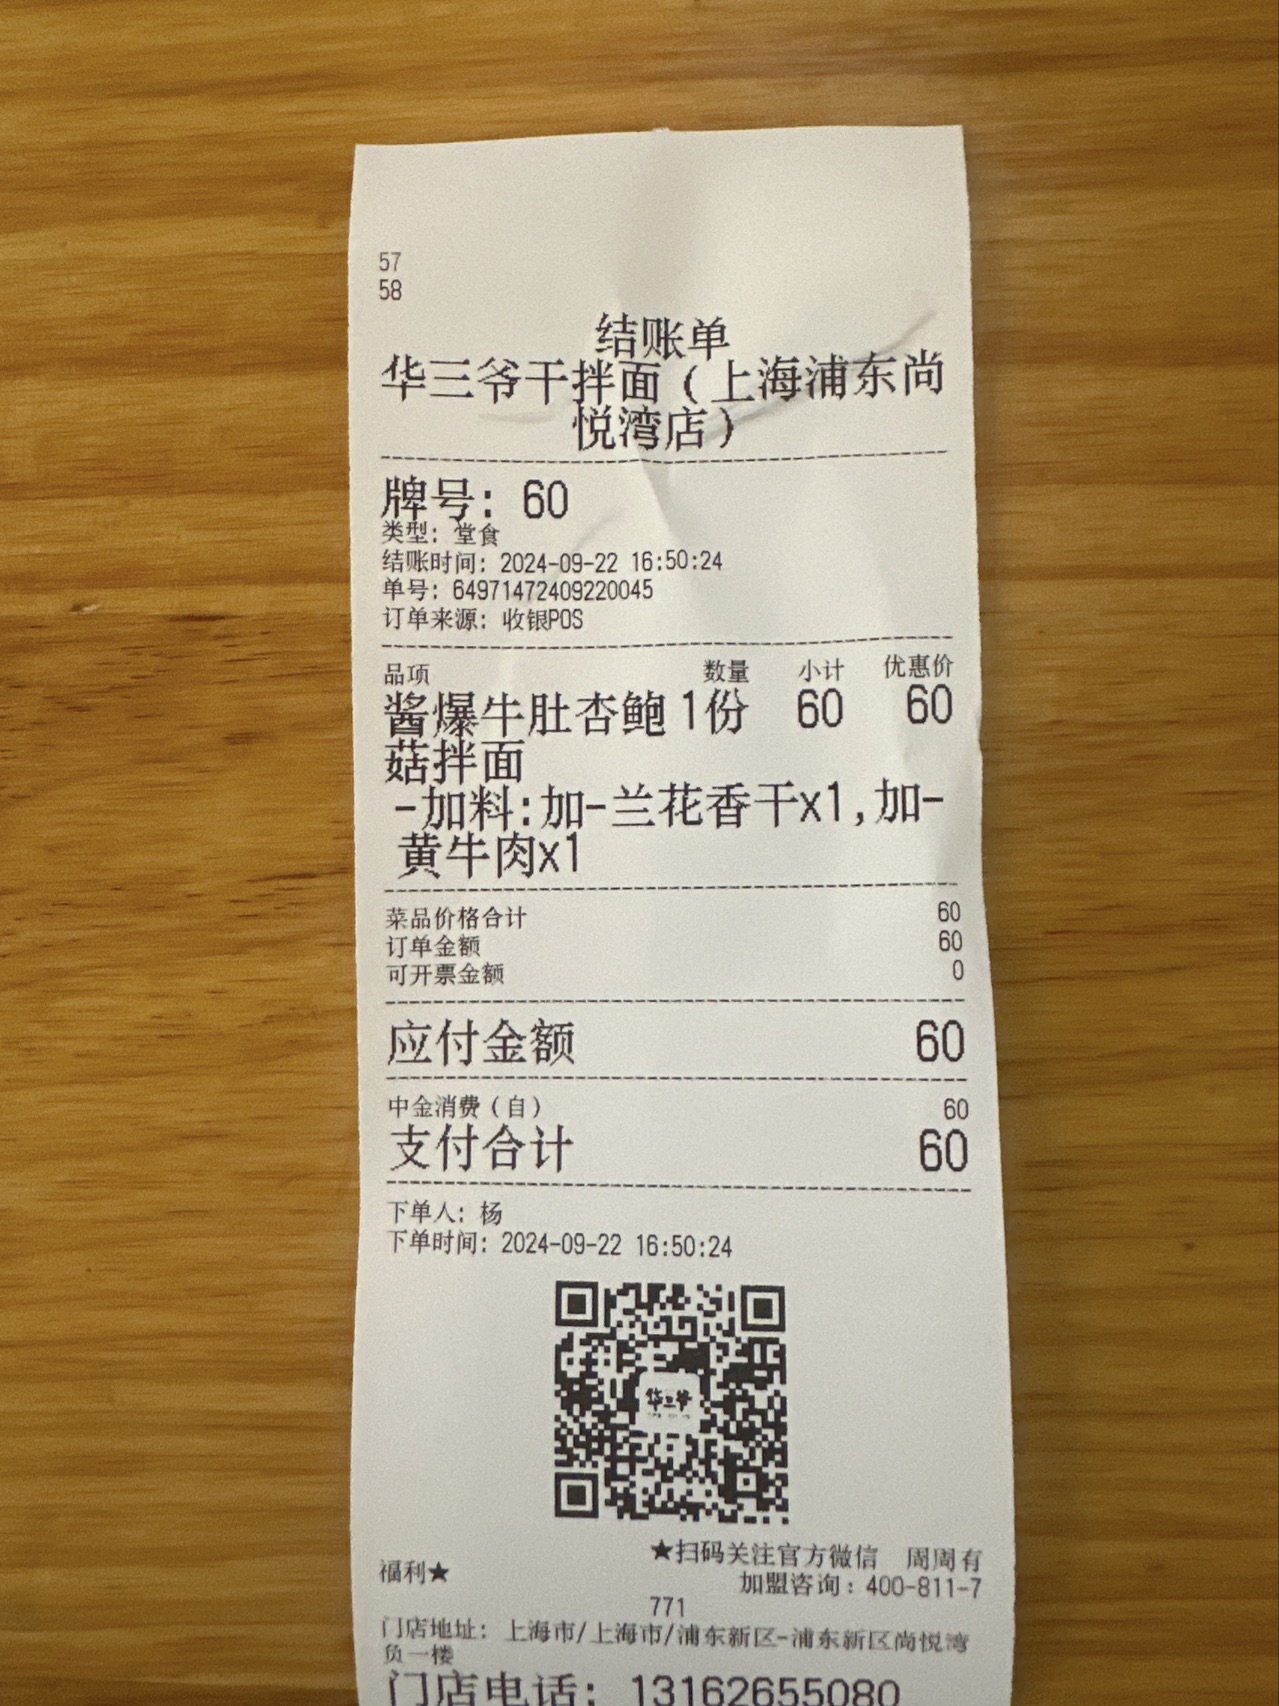 57
58
结账单
华三爷干拌面（上海浦东尚
悦湾店）
牌号：60
类型：堂食
结账时间：2024-09-22 16:50:24
单号：64971472409220045
订单来源：收银POS
品项 数量 小计 优惠价
酱爆牛肚杏鲍 1份 60 60
菇拌面
-加料:加-兰花香干x1,加-
黄牛肉x1
菜品价格合计 60
订单金额 60
可开票金额 0
应付金额 60
中金消费（自） 60
支付合计 60
下单人：杨
下单时间：2024-09-22 16:50:24
华三爷
★扫码关注官方微信 周周有
福利★
加盟咨询：400-811-7
771
门店地址：上海市/上海市/浦东新区-浦东新区尚悦湾
负一楼
门店电话：13162655080